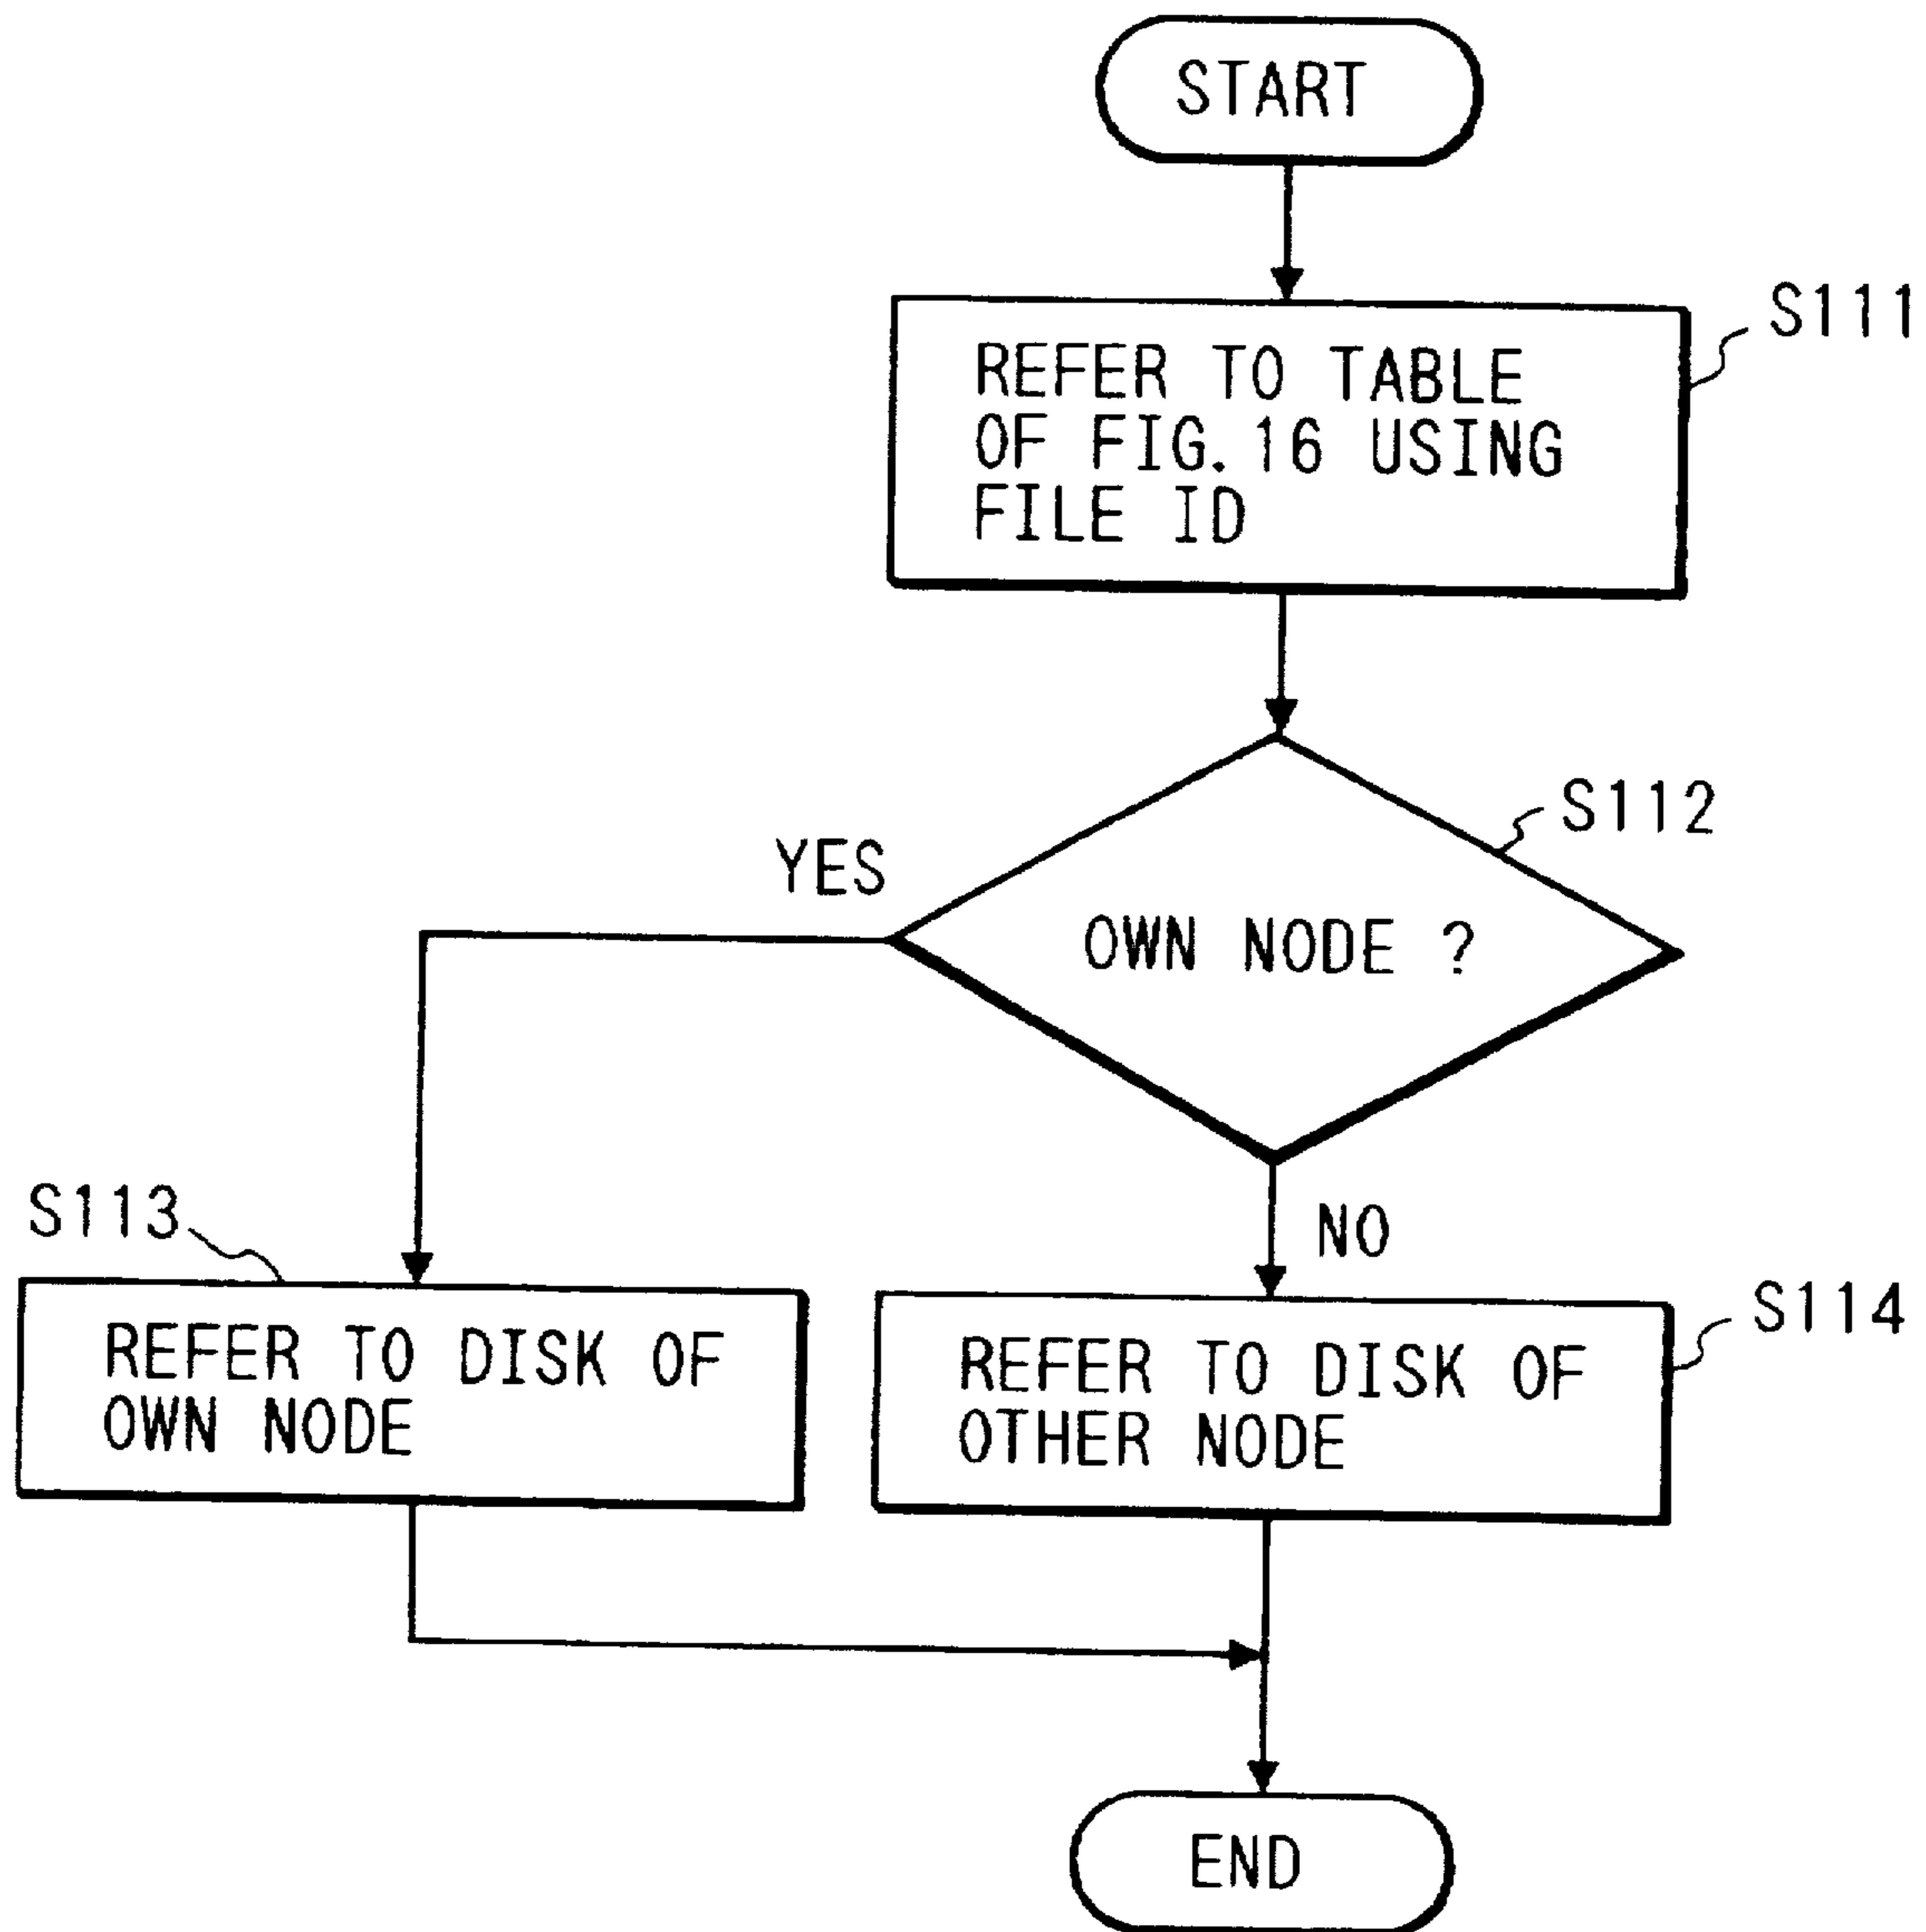 START
S111
REFER TO TABLE
OF FIG. 16 USING
FILE ID
S112
YES
OWN NODE ?
NO
S113
REFER TO DISK OF
OWN NODE
S114
REFER TO DISK OF
OTHER NODE
END